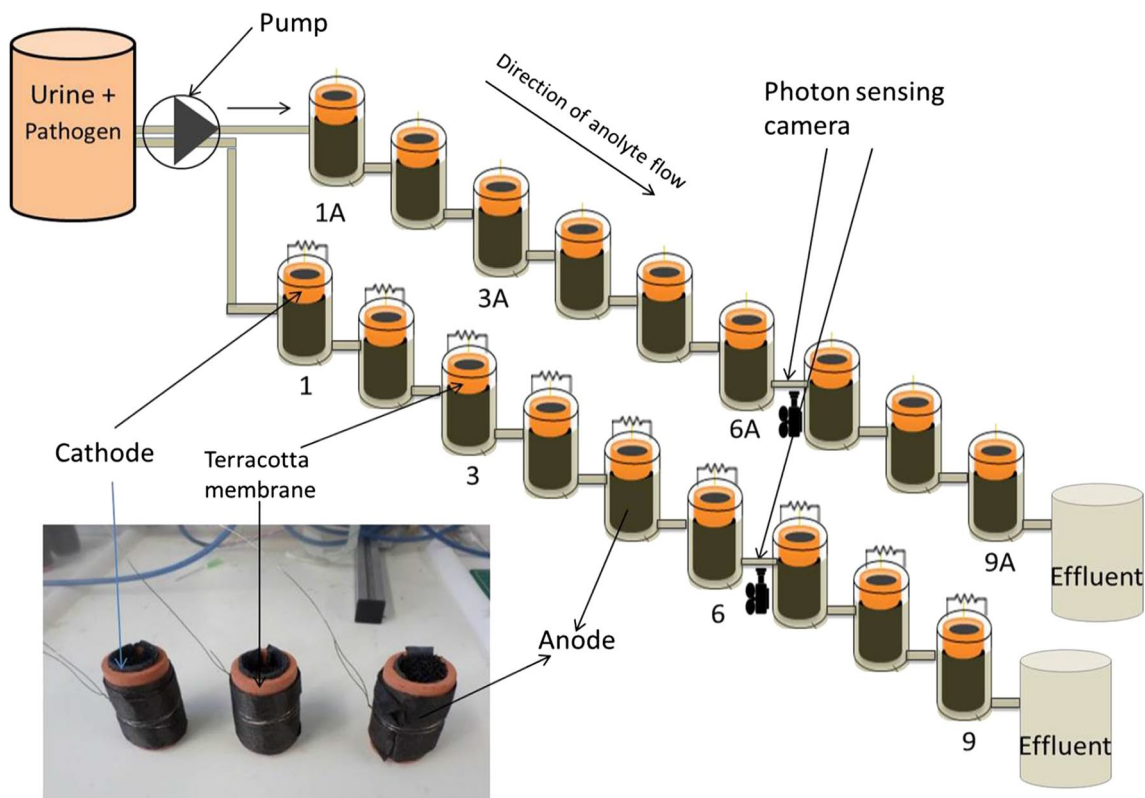 Pump
Urine +
Pathogen
Direction of anolyte flow
Photon sensing
camera
1A
3A
6A
9A
1
3
6
9
Cathode
Terracotta
membrane
Anode
Effluent
Effluent